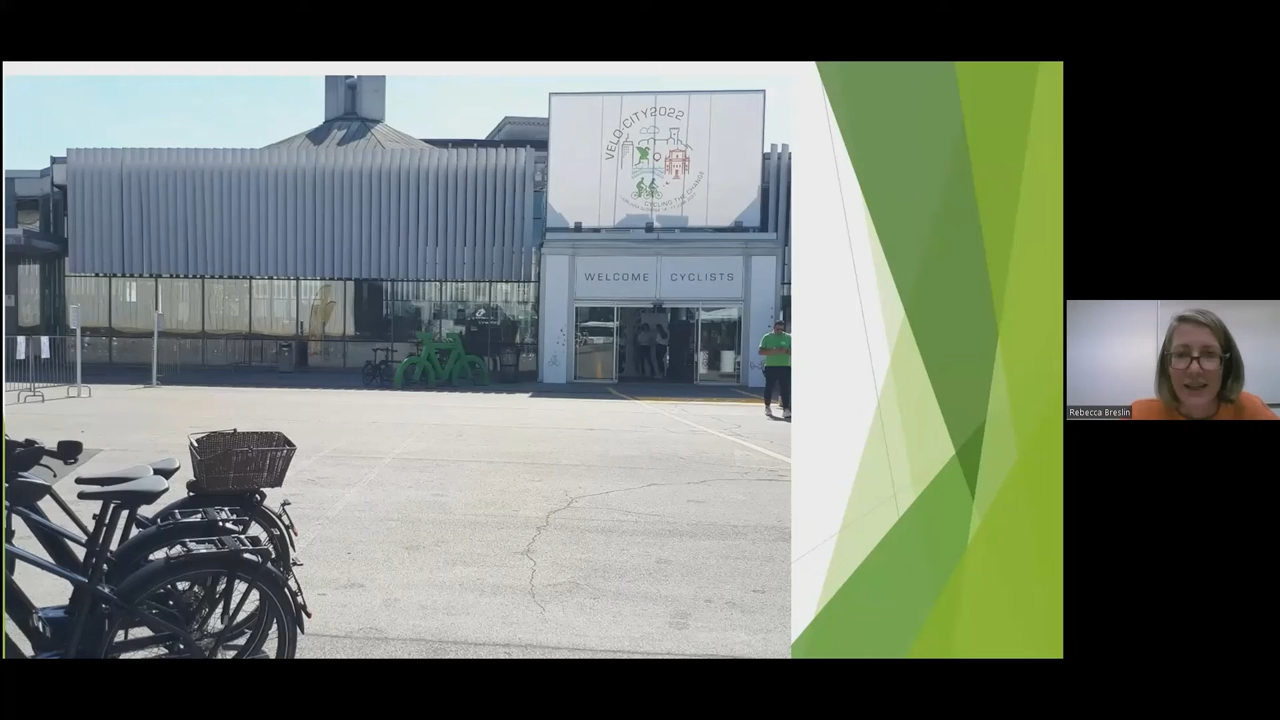 VELO-CITY2022
CYCLING THE CHANGE
WELCOME CYCLISTS
Rebecca Breslin